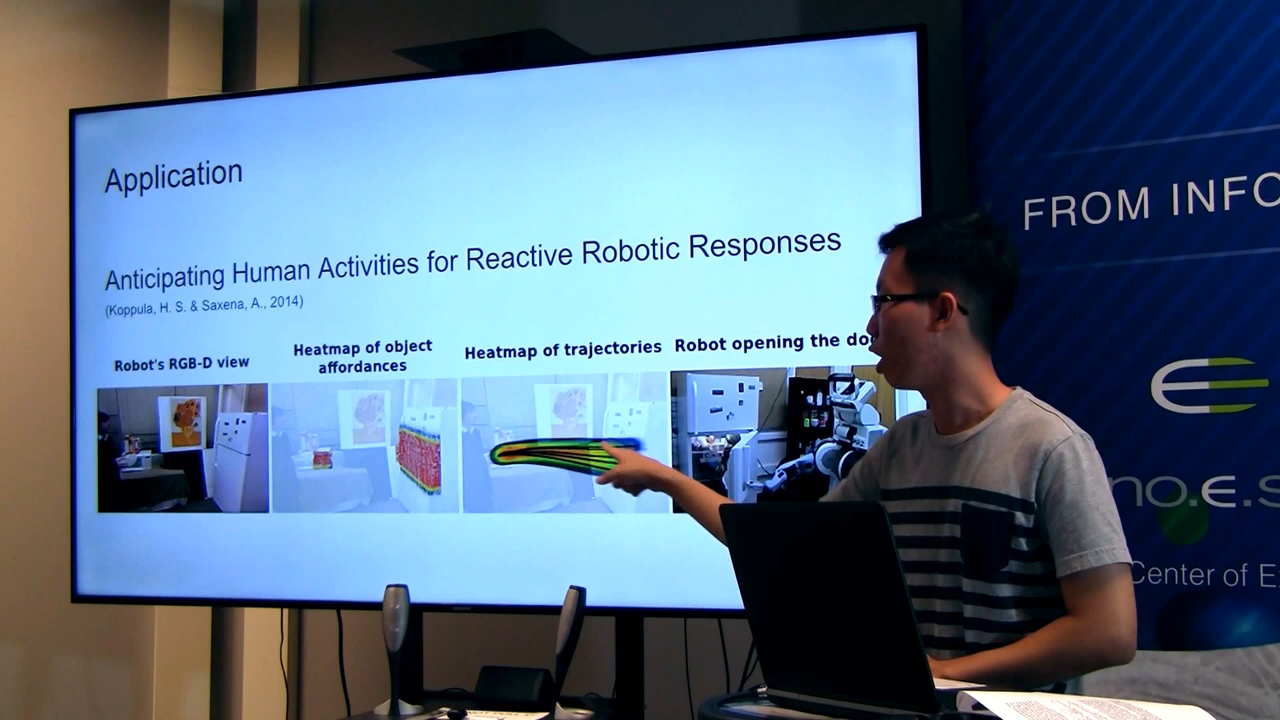 Application
Anticipating Human Activities for Reactive Robotic Responses
(Koppula, H. S. & Saxena, A., 2014)
Robot's RGB-D view
Heatmap of object
affordances
Heatmap of trajectories
Robot opening the do
FROM INFO
no.e.s
Center of E